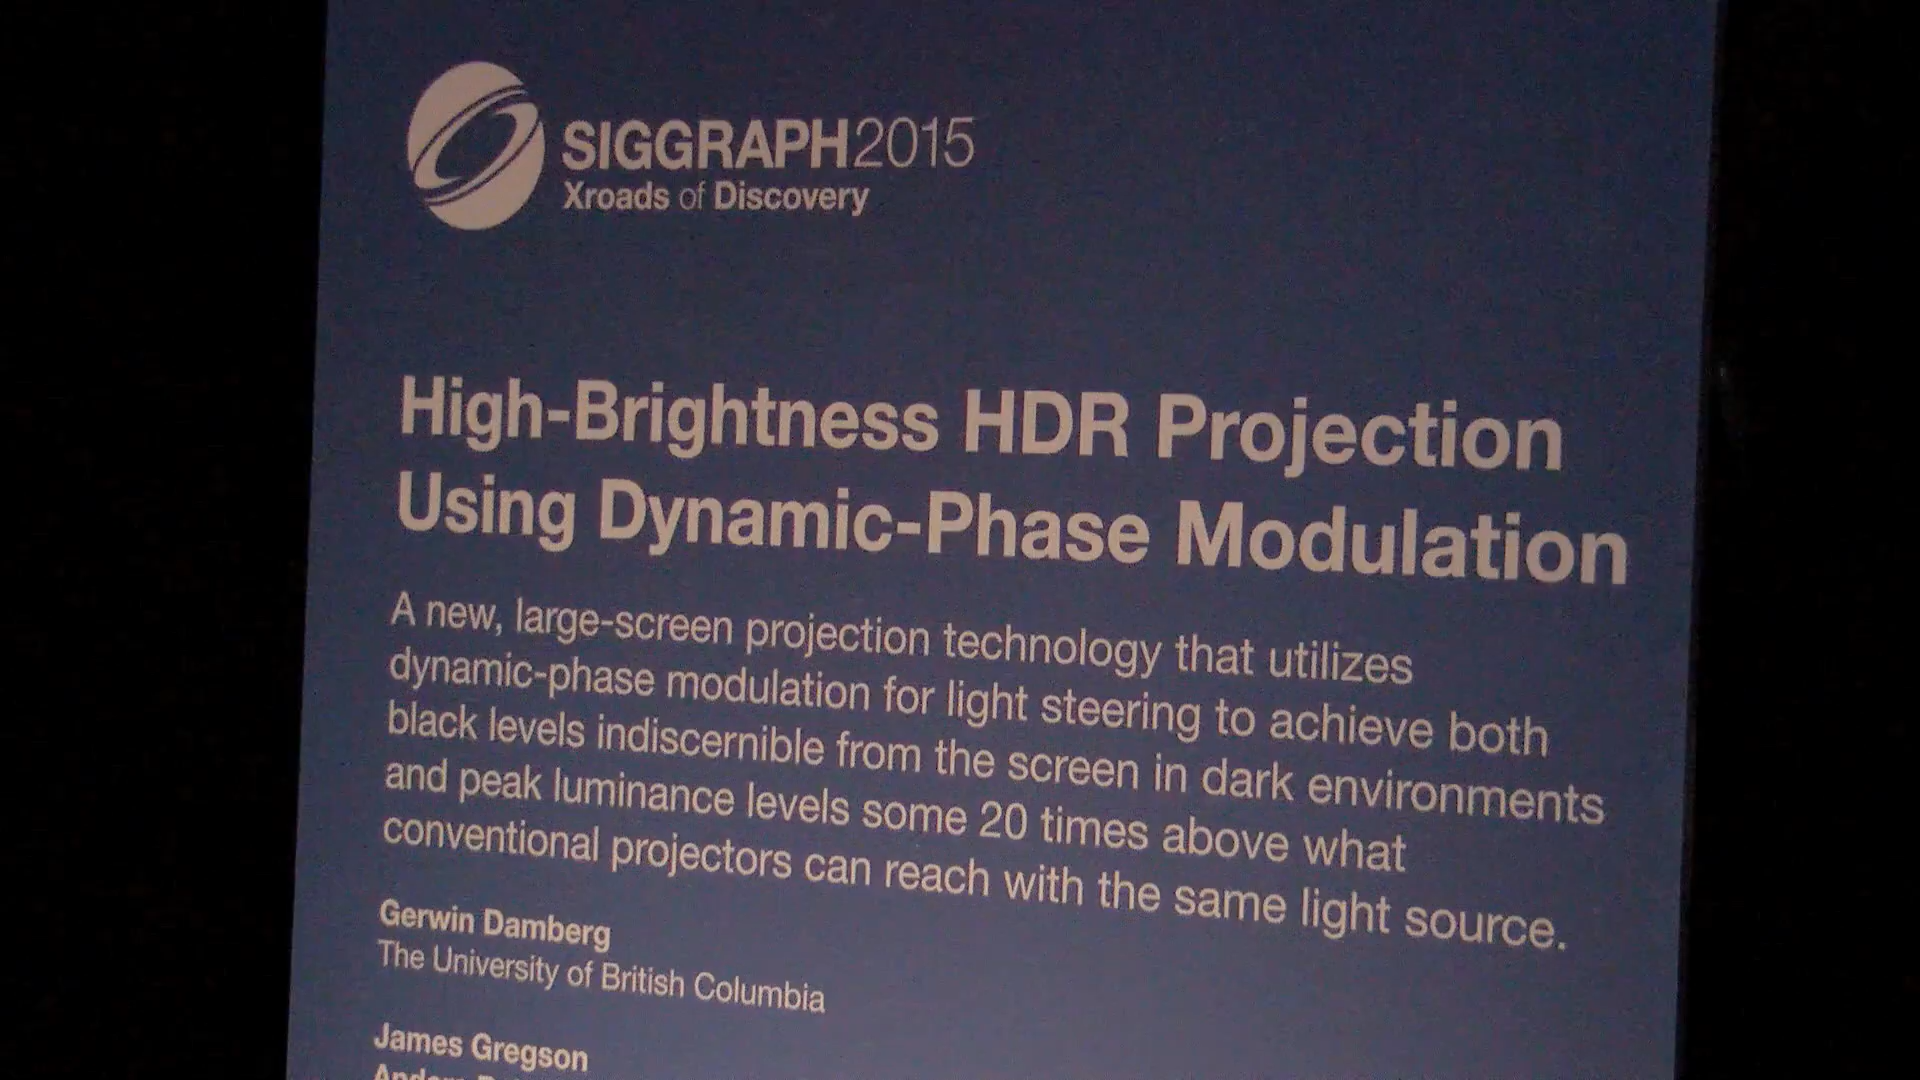 SIGGRAPH2015
Xroads of Discovery
High-Brightness HDR Projection
Using Dynamic-Phase Modulation
A new, large-screen projection technology that utilizes
dynamic-phase modulation for light steering to achieve both
black levels indiscernible from the screen in dark environments
and peak luminance levels some 20 times above what
conventional projectors can reach with the same light source.
Gerwin Damberg
The University of British Columbia
James Gregson